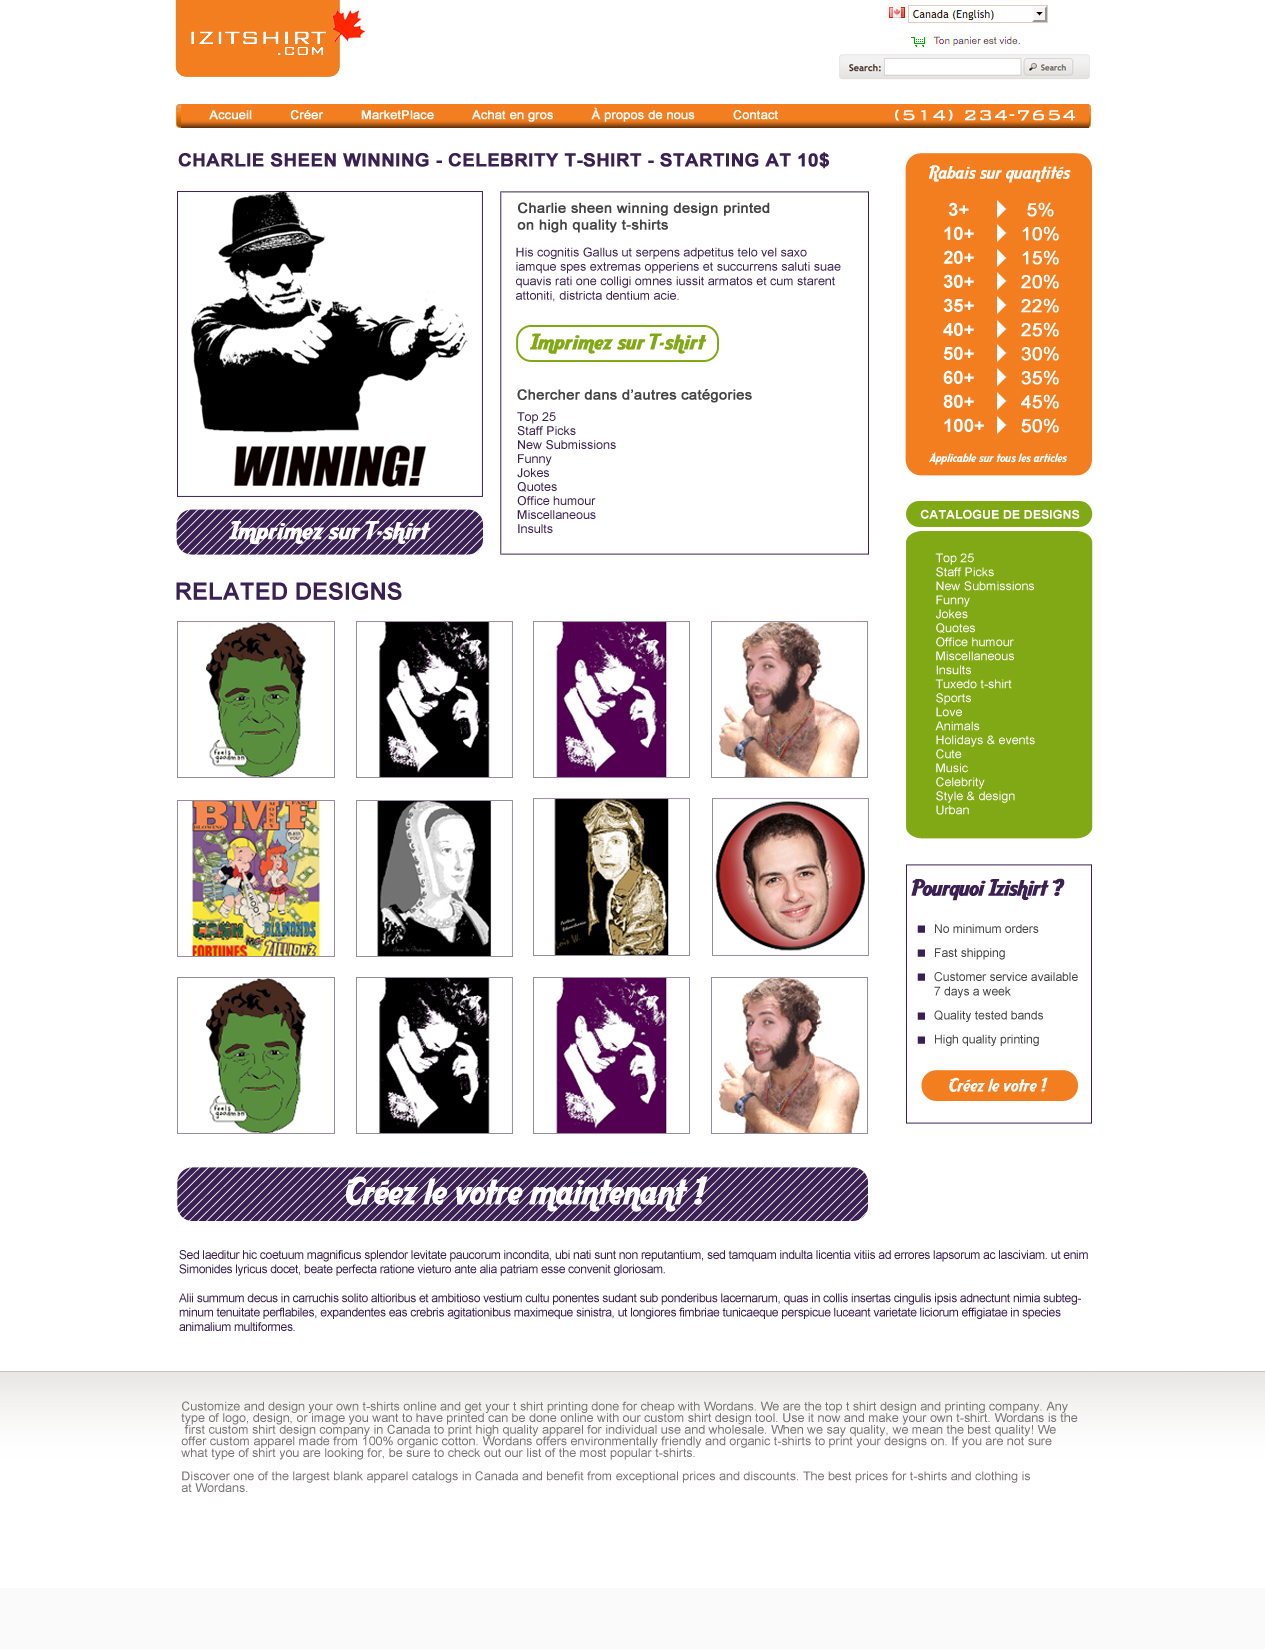 IZITSHIRT
.COM
Canada (English)
Ton panier est vide.
Search:
Search
Accueil
Créer
MarketPlace
Achat en gros
À propos de nous
Contact
(514) 234-7654
CHARLIE SHEEN WINNING - CELEBRITY T-SHIRT - STARTING AT 10$
WINNING!
Imprimez sur T-shirt
Charlie sheen winning design printed
on high quality t-shirts
His cognitis Gallus ut serpens adpetitus telo vel saxo
iamque spes extremas opperiens et succurrens saluti suae
quavis rati one colligi omnes iussit armatos et cum starent
attoniti, districta dentium acie.
Imprimez sur T-shirt
Chercher dans d’autres catégories
Top 25
Staff Picks
New Submissions
Funny
Jokes
Quotes
Office humour
Miscellaneous
Insults
Rabais sur quantités
3+ 5%
10+ 10%
20+ 15%
30+ 20%
35+ 22%
40+ 25%
50+ 30%
60+ 35%
80+ 45%
100+ 50%
Applicable sur tous les articles
CATALOGUE DE DESIGNS
Top 25
Staff Picks
New Submissions
Funny
Jokes
Quotes
Office humour
Miscellaneous
Insults
Tuxedo t-shirt
Sports
Love
Animals
Holidays & events
Cute
Music
Celebrity
Style & design
Urban
RELATED DESIGNS
feels
goodman
BMF
BLOWING
CASH
DIAMONDS
FORTUNES
ZILLIONZ
feels
goodman
Pourquoi Izishirt ?
No minimum orders
Fast shipping
Customer service available
7 days a week
Quality tested bands
High quality printing
Créez le votre !
Créez le votre maintenant !
Sed laeditur hic coetuum magnificus splendor levitate paucorum incondita, ubi nati sunt non reputantium, sed tamquam indulta licentia vitiis ad errores lapsorum ac lasciviam. ut enim
Simonides lyricus docet, beate perfecta ratione vieturo ante alia patriam esse convenit gloriosam.
Alii summum decus in carruchis solito altioribus et ambitioso vestium cultu ponentes sudant sub ponderibus lacernarum, quas in collis insertas cingulis ipsis adnectunt nimia subteg-
minum tenuitate perflabiles, expandentes eas crebris agitationibus maximeque sinistra, ut longiores fimbriae tunicaeque perspicue luceant varietate liciorum effigiatae in species
animalium multiformes.
Customize and design your own t-shirts online and get your t shirt printing done for cheap with Wordans. We are the top t shirt design and printing company. Any
type of logo, design, or image you want to have printed can be done online with our custom shirt design tool. Use it now and make your own t-shirt. Wordans is the
first custom shirt design company in Canada to print high quality apparel for individual use and wholesale. When we say quality, we mean the best quality! We
offer custom apparel made from 100% organic cotton. Wordans offers environmentally friendly and organic t-shirts to print your designs on. If you are not sure
what type of shirt you are looking for, be sure to check out our list of the most popular t-shirts.
Discover one of the largest blank apparel catalogs in Canada and benefit from exceptional prices and discounts. The best prices for t-shirts and clothing is
at Wordans.